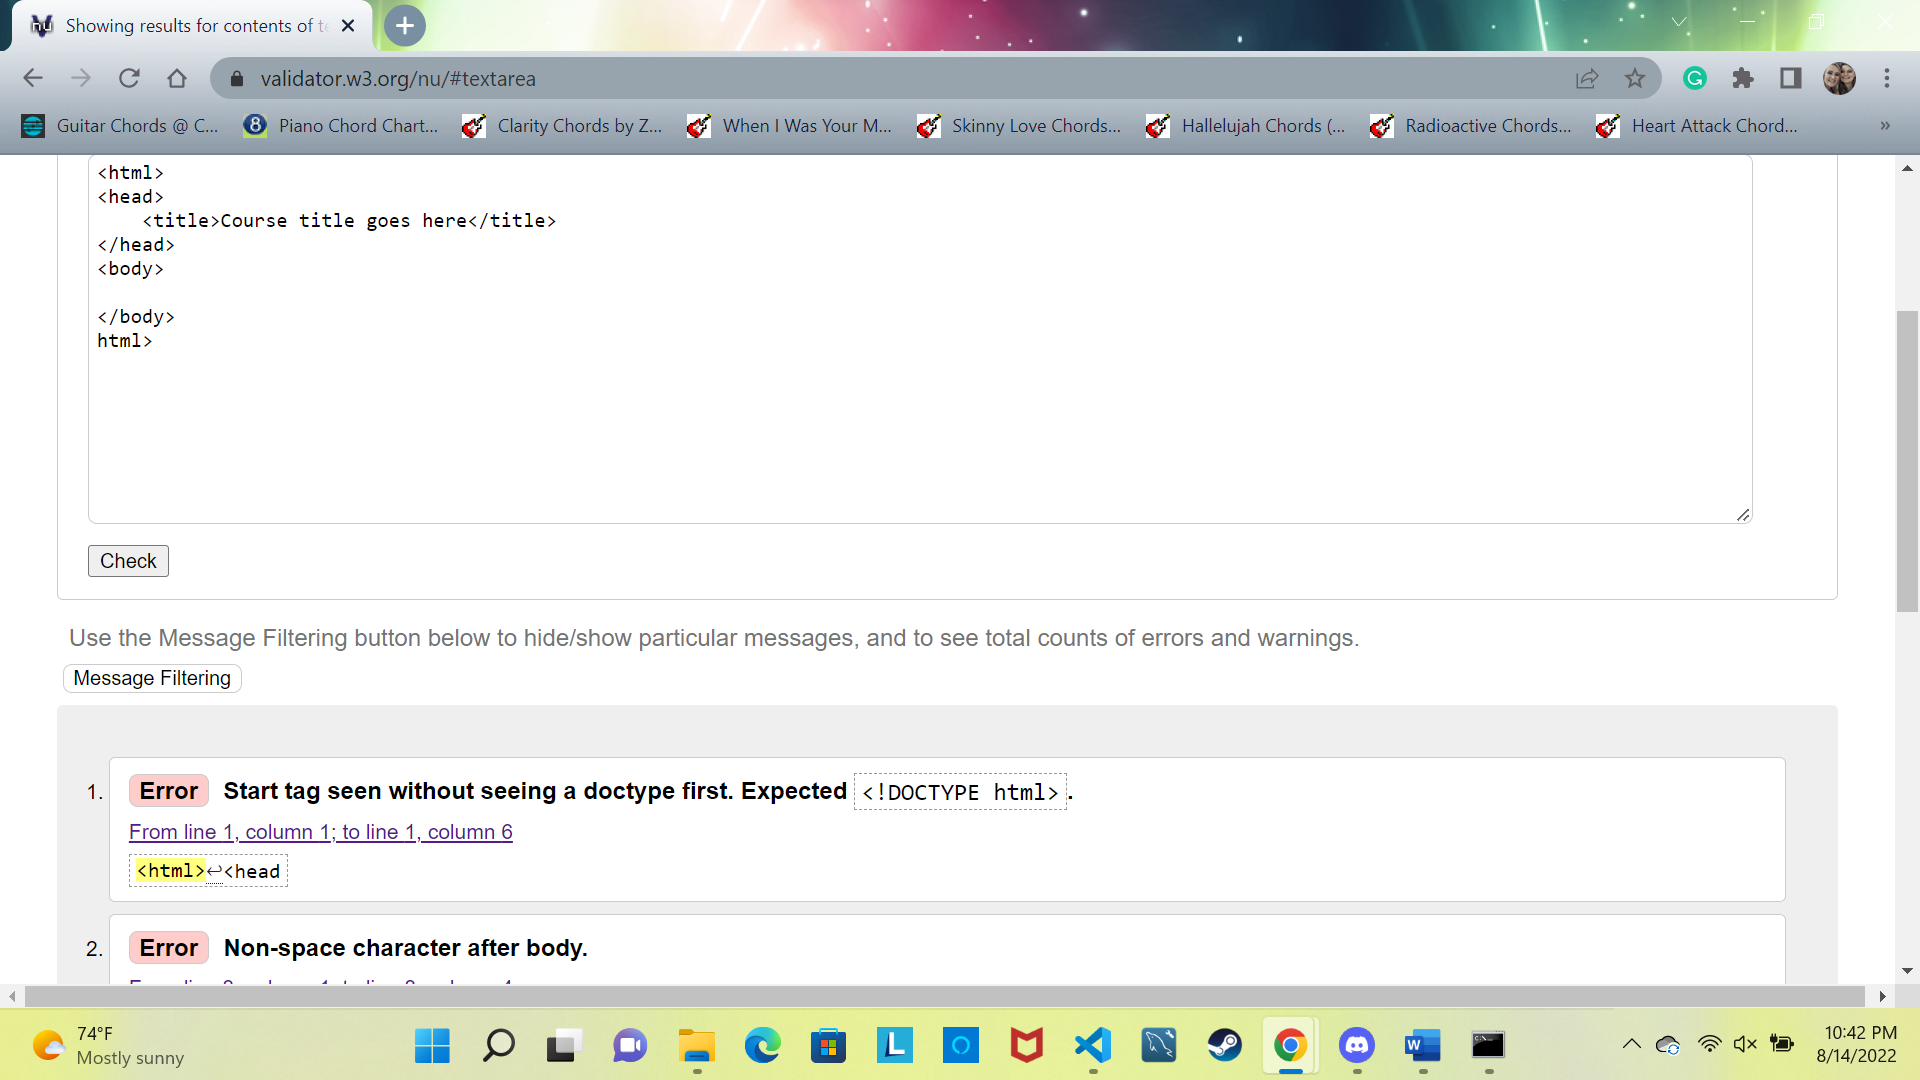 Showing results for contents of te
validator.w3.org/nu/#textarea
Guitar Chords @ C...
Piano Chord Chart...
Clarity Chords by Z...
When I Was Your M...
Skinny Love Chords...
Hallelujah Chords (...
Radioactive Chords...
Heart Attack Chord...
»
<html>
<head>
    <title>Course title goes here</title>
</head>
<body>
</body>
html>
Check
Use the Message Filtering button below to hide/show particular messages, and to see total counts of errors and warnings.
Message Filtering
1. Error Start tag seen without seeing a doctype first. Expected <!DOCTYPE html>.
From line 1, column 1; to line 1, column 6
<html>↩<head
2. Error Non-space character after body.
74°F
Mostly sunny
10:42 PM
8/14/2022